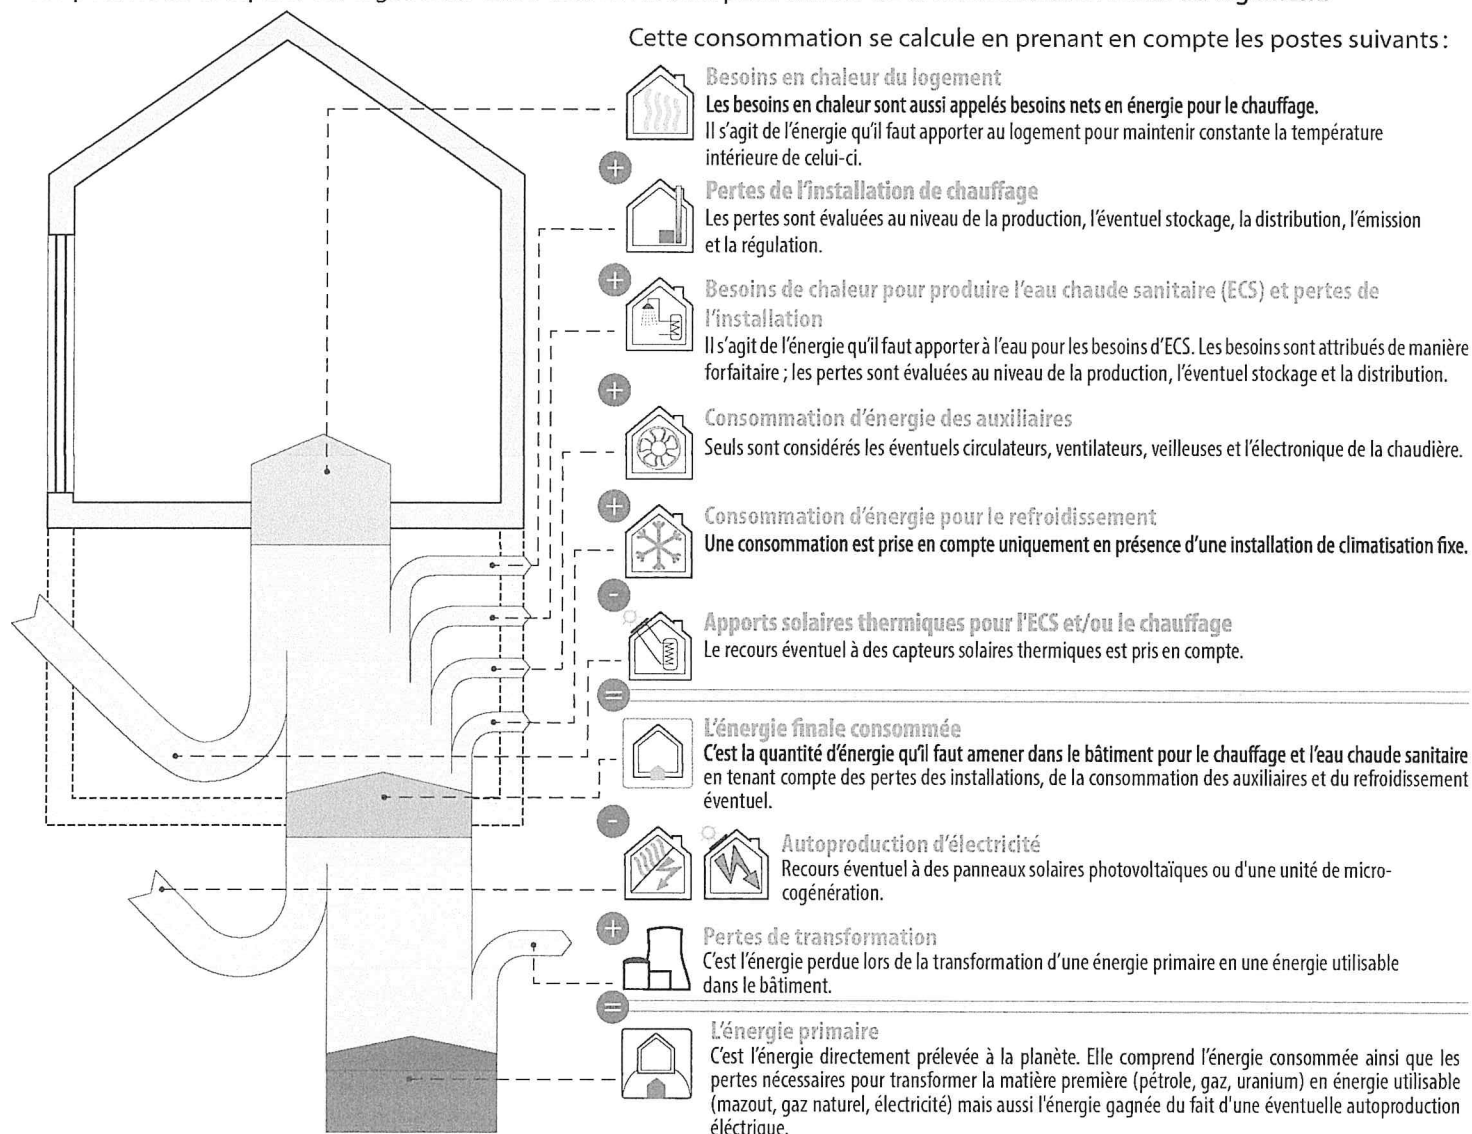 Cette consommation se calcule en prenant en compte les postes suivants :
Besoins en chaleur du logement
Les besoins en chaleur sont aussi appelés besoins nets en énergie pour le chauffage.
Il s'agit de l'énergie qu'il faut apporter au logement pour maintenir constante la température
intérieure de celui-ci.
+
Pertes de l'installation de chauffage
Les pertes sont évaluées au niveau de la production, l'éventuel stockage, la distribution, l'émission
et la régulation.
+
Besoins de chaleur pour produire l'eau chaude sanitaire (ECS) et pertes de
l'installation
Il s'agit de l'énergie qu'il faut apporter à l'eau pour les besoins d'ECS. Les besoins sont attribués de manière
forfaitaire ; les pertes sont évaluées au niveau de la production, l'éventuel stockage et la distribution.
+
Consommation d'énergie des auxiliaires
Seuls sont considérés les éventuels circulateurs, ventilateurs, veilleuses et l'électronique de la chaudière.
+
Consommation d'énergie pour le refroidissement
Une consommation est prise en compte uniquement en présence d'une installation de climatisation fixe.
-
Apports solaires thermiques pour l'ECS et/ou le chauffage
Le recours éventuel à des capteurs solaires thermiques est pris en compte.
=
L'énergie finale consommée
C'est la quantité d'énergie qu'il faut amener dans le bâtiment pour le chauffage et l'eau chaude sanitaire
en tenant compte des pertes des installations, de la consommation des auxiliaires et du refroidissement
éventuel.
-
Autoproduction d'électricité
Recours éventuel à des panneaux solaires photovoltaïques ou d'une unité de micro-
cogénération.
+
Pertes de transformation
C'est l'énergie perdue lors de la transformation d'une énergie primaire en une énergie utilisable
dans le bâtiment.
=
L'énergie primaire
C'est l'énergie directement prélevée à la planète. Elle comprend l'énergie consommée ainsi que les
pertes nécessaires pour transformer la matière première (pétrole, gaz, uranium) en énergie utilisable
(mazout, gaz naturel, électricité) mais aussi l'énergie gagnée du fait d'une éventuelle autoproduction
éléctrique.